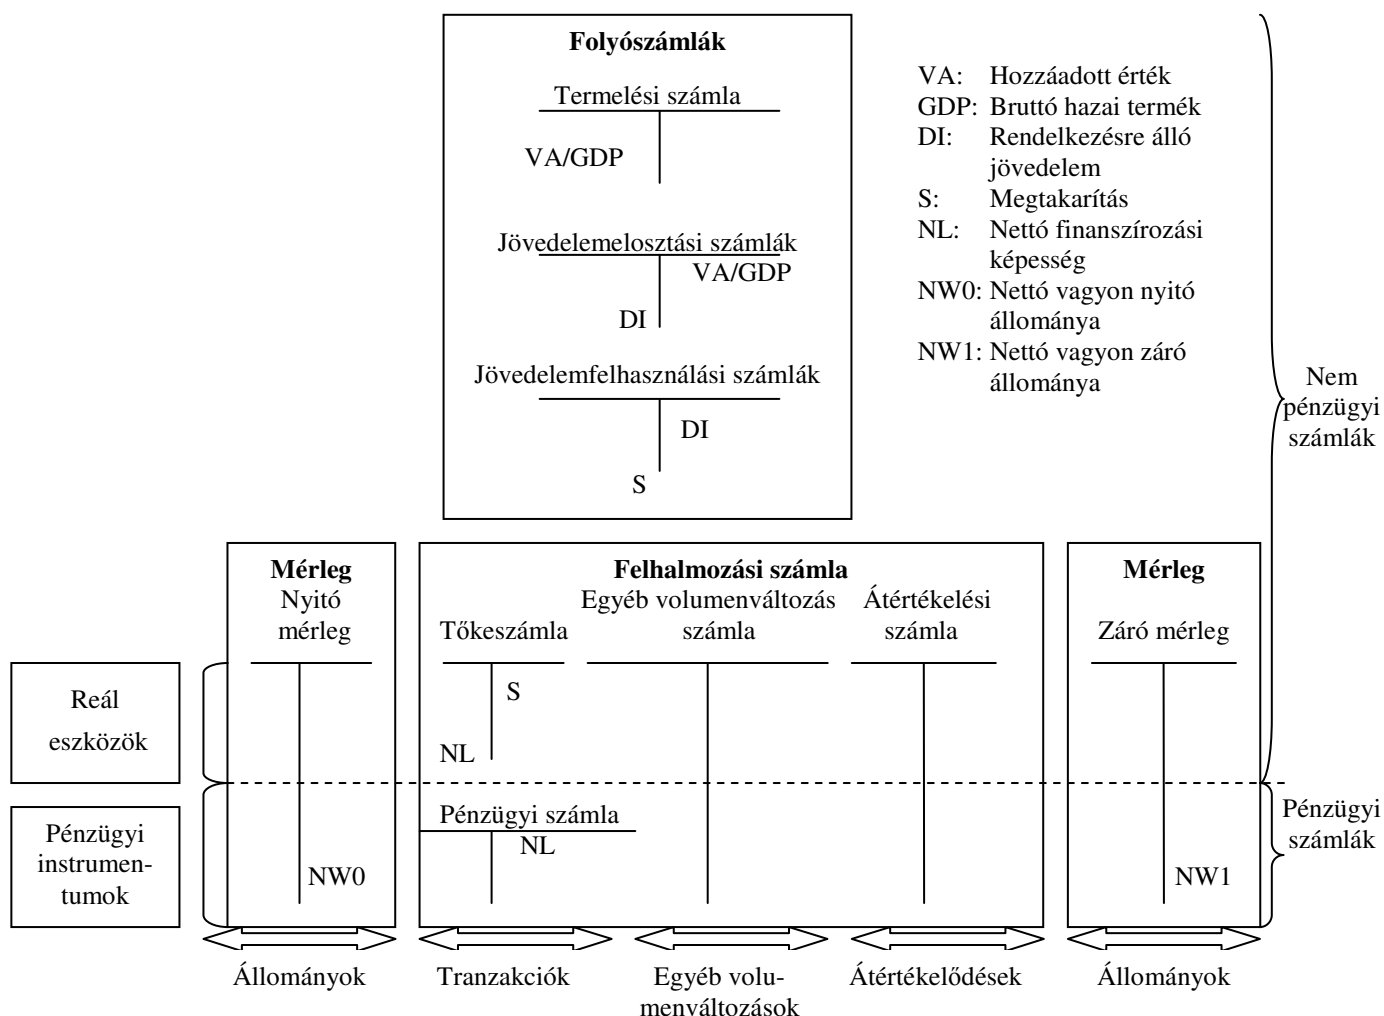 Folyószámlák
Termelési számla
VA/GDP
Jövedelemelosztási számlák
VA/GDP
DI
Jövedelemfelhasználási számlák
DI
S
VA: Hozzáadott érték
GDP: Bruttó hazai termék
DI: Rendelkezésre álló
jövedelem
S: Megtakarítás
NL: Nettó finanszírozási
képesség
NW0: Nettó vagyon nyitó
állománya
NW1: Nettó vagyon záró
állománya
Nem
pénzügyi
számlák
Mérleg
Nyitó
mérleg
Felhalmozási számla
Tőkeszámla
Egyéb volumenváltozás
számla
Átértékelési
számla
Mérleg
Záró mérleg
Reál
eszközök
S
NL
Pénzügyi
instrumen-
tumok
NW0
Pénzügyi számla
NL
NW1
Pénzügyi
számlák
Állományok
Tranzakciók
Egyéb volu-
menváltozások
Átértékelődések
Állományok